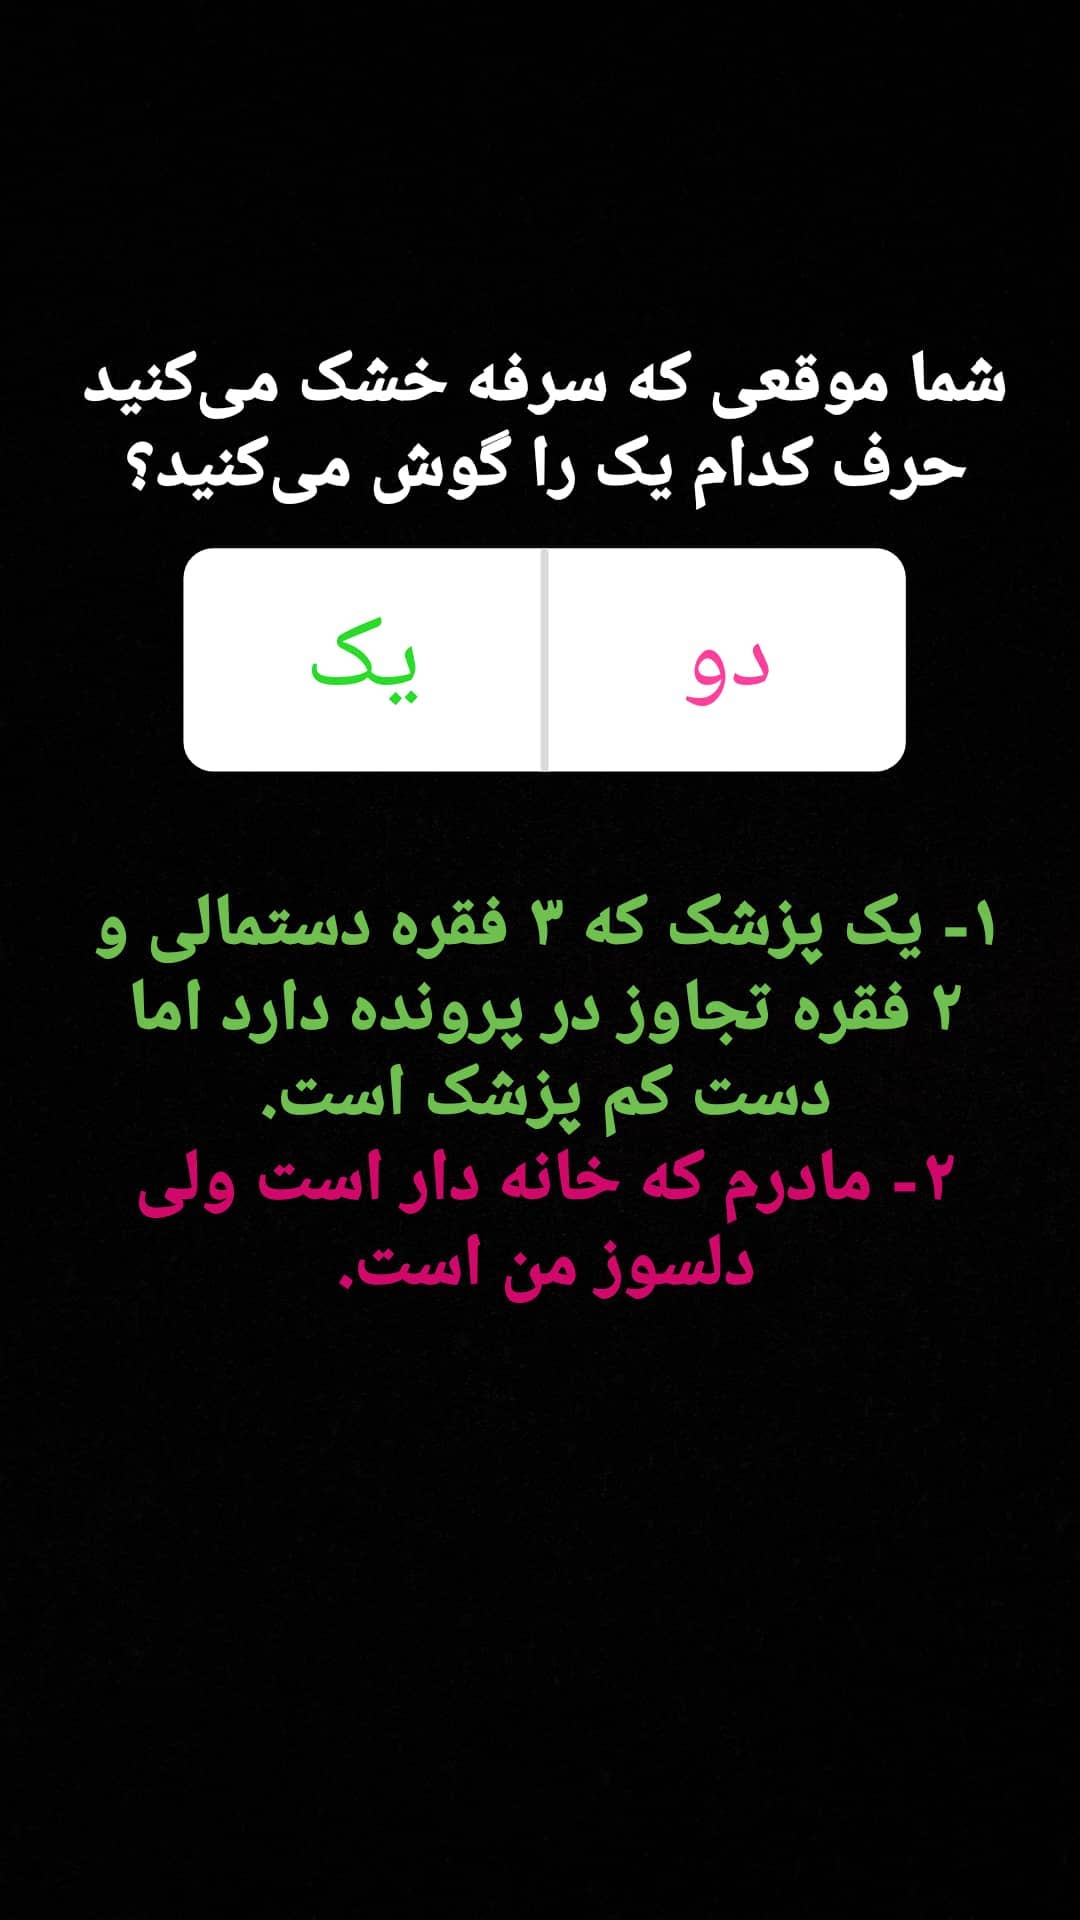 شما موقعی که سرفه خشک می‌کنید
حرف کدام یک را گوش می‌کنید؟
دو
یک
۱- یک پزشک که ۳ فقره دستمالی و
۲ فقره تجاوز در پرونده دارد اما
دست کم پزشک است.
۲- مادرم که خانه دار است ولی
دلسوز من است.